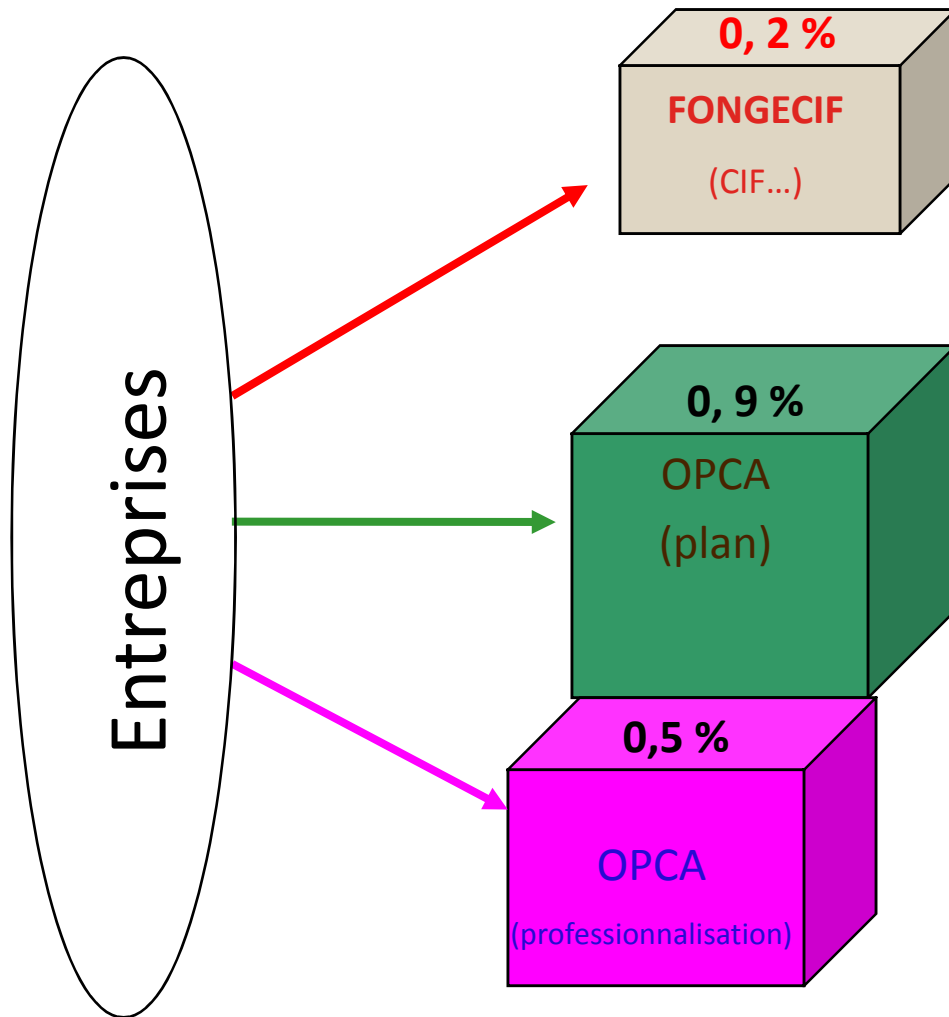 Entreprises
0, 2 %
FONGECIF
(CIF...)
0, 9 %
OPCA
(plan)
0,5 %
OPCA
(professionnalisation)